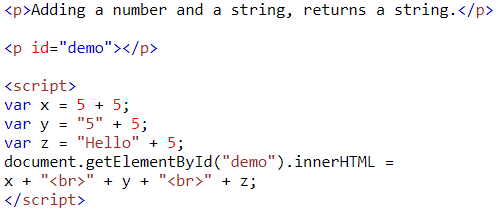 <p>Adding a number and a string, returns a string.</p>
<p id="demo"></p>
<script>
var x = 5 + 5;
var y = "5" + 5;
var z = "Hello" + 5;
document.getElementById("demo").innerHTML =
x + "<br>" + y + "<br>" + z;
</script>